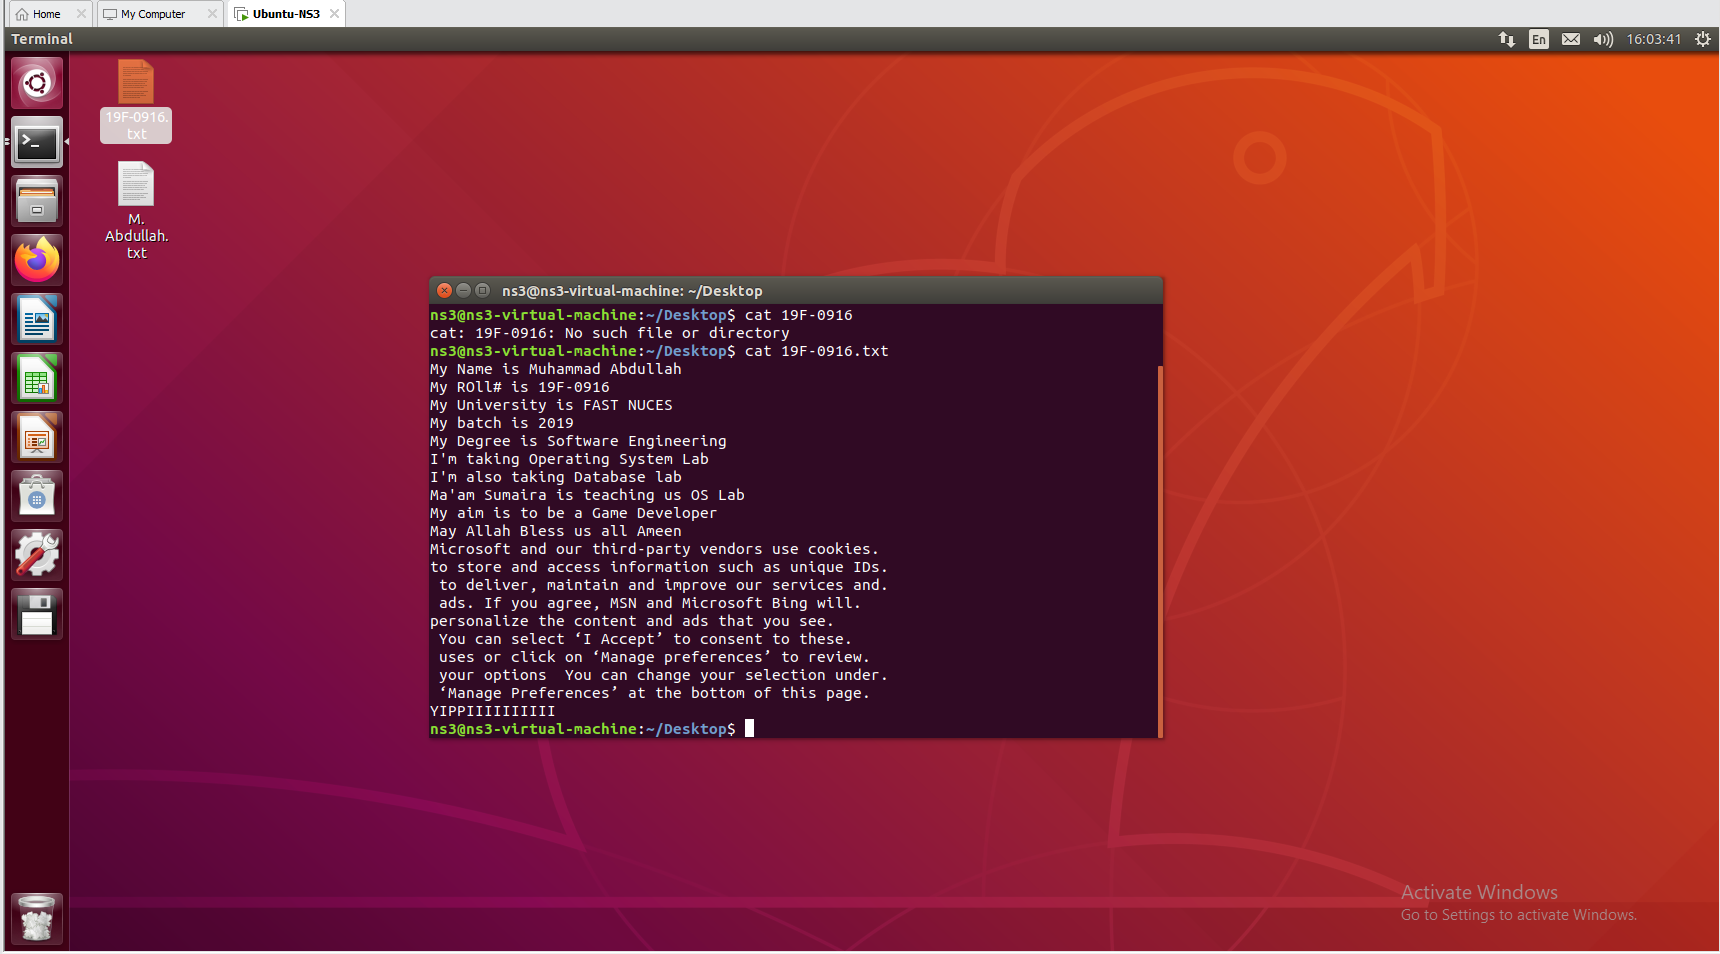 Home
My Computer
Ubuntu-NS3
Terminal
En
16:03:41
19F-0916.
txt
M.
Abdullah.
txt
ns3@ns3-virtual-machine: ~/Desktop
ns3@ns3-virtual-machine:~/Desktop$ cat 19F-0916
cat: 19F-0916: No such file or directory
ns3@ns3-virtual-machine:~/Desktop$ cat 19F-0916.txt
My Name is Muhammad Abdullah
My ROll# is 19F-0916
My University is FAST NUCES
My batch is 2019
My Degree is Software Engineering
I'm taking Operating System Lab
I'm also taking Database lab
Ma'am Sumaira is teaching us OS Lab
My aim is to be a Game Developer
May Allah Bless us all Ameen
Microsoft and our third-party vendors use cookies.
to store and access information such as unique IDs.
 to deliver, maintain and improve our services and.
 ads. If you agree, MSN and Microsoft Bing will.
personalize the content and ads that you see.
 You can select ‘I Accept’ to consent to these.
 uses or click on ‘Manage preferences’ to review.
 your options  You can change your selection under.
 ‘Manage Preferences’ at the bottom of this page.
YIPPIIIIIIIIII
ns3@ns3-virtual-machine:~/Desktop$
Activate Windows
Go to Settings to activate Windows.